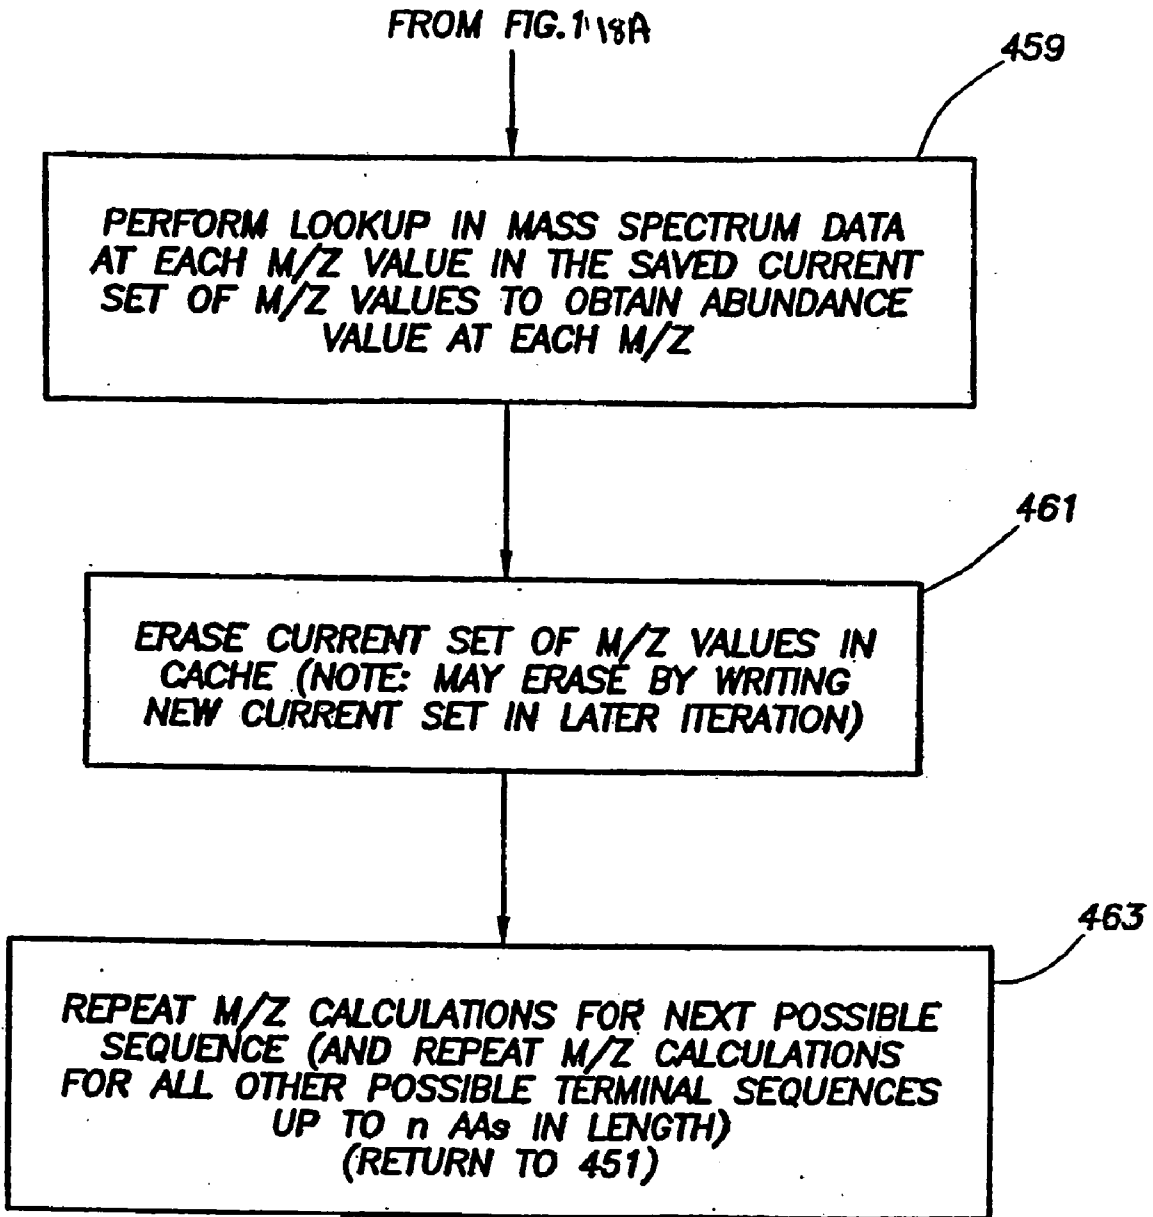 FROM FIG. 1 18A
459
PERFORM LOOKUP IN MASS SPECTRUM DATA
AT EACH M/Z VALUE IN THE SAVED CURRENT
SET OF M/Z VALUES TO OBTAIN ABUNDANCE
VALUE AT EACH M/Z
461
ERASE CURRENT SET OF M/Z VALUES IN
CACHE (NOTE: MAY ERASE BY WRITING
NEW CURRENT SET IN LATER ITERATION)
463
REPEAT M/Z CALCULATIONS FOR NEXT POSSIBLE
SEQUENCE (AND REPEAT M/Z CALCULATIONS
FOR ALL OTHER POSSIBLE TERMINAL SEQUENCES
UP TO n AAs IN LENGTH)
(RETURN TO 451)